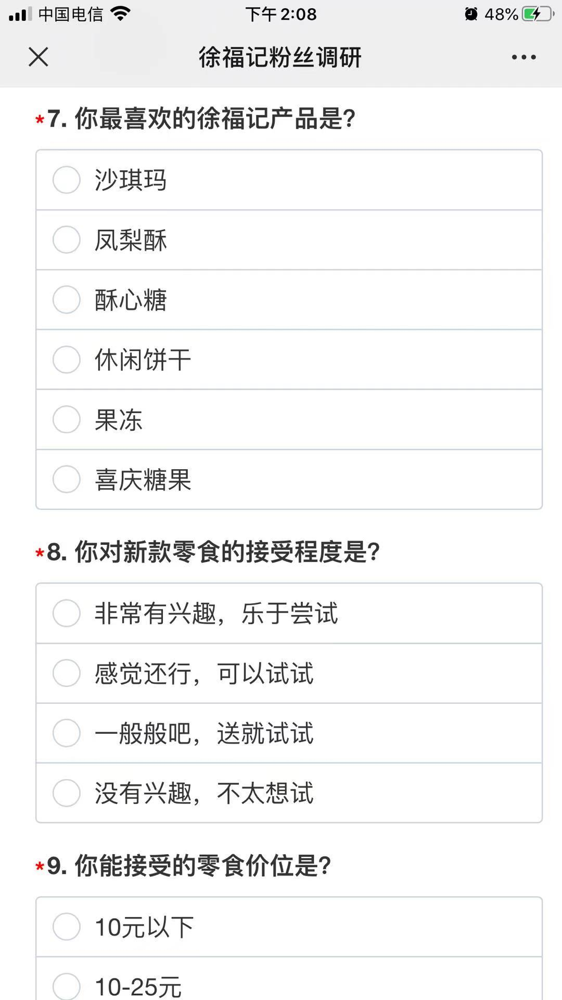 中国电信 下午 2:08 48%
徐福记粉丝调研
*7. 你最喜欢的徐福记产品是?
沙琪玛
凤梨酥
酥心糖
休闲饼干
果冻
喜庆糖果
*8. 你对新款零食的接受程度是?
非常有兴趣，乐于尝试
感觉还行，可以试试
一般般吧，送就试试
没有兴趣，不太想试
*9. 你能接受的零食价位是?
10元以下
10-25元